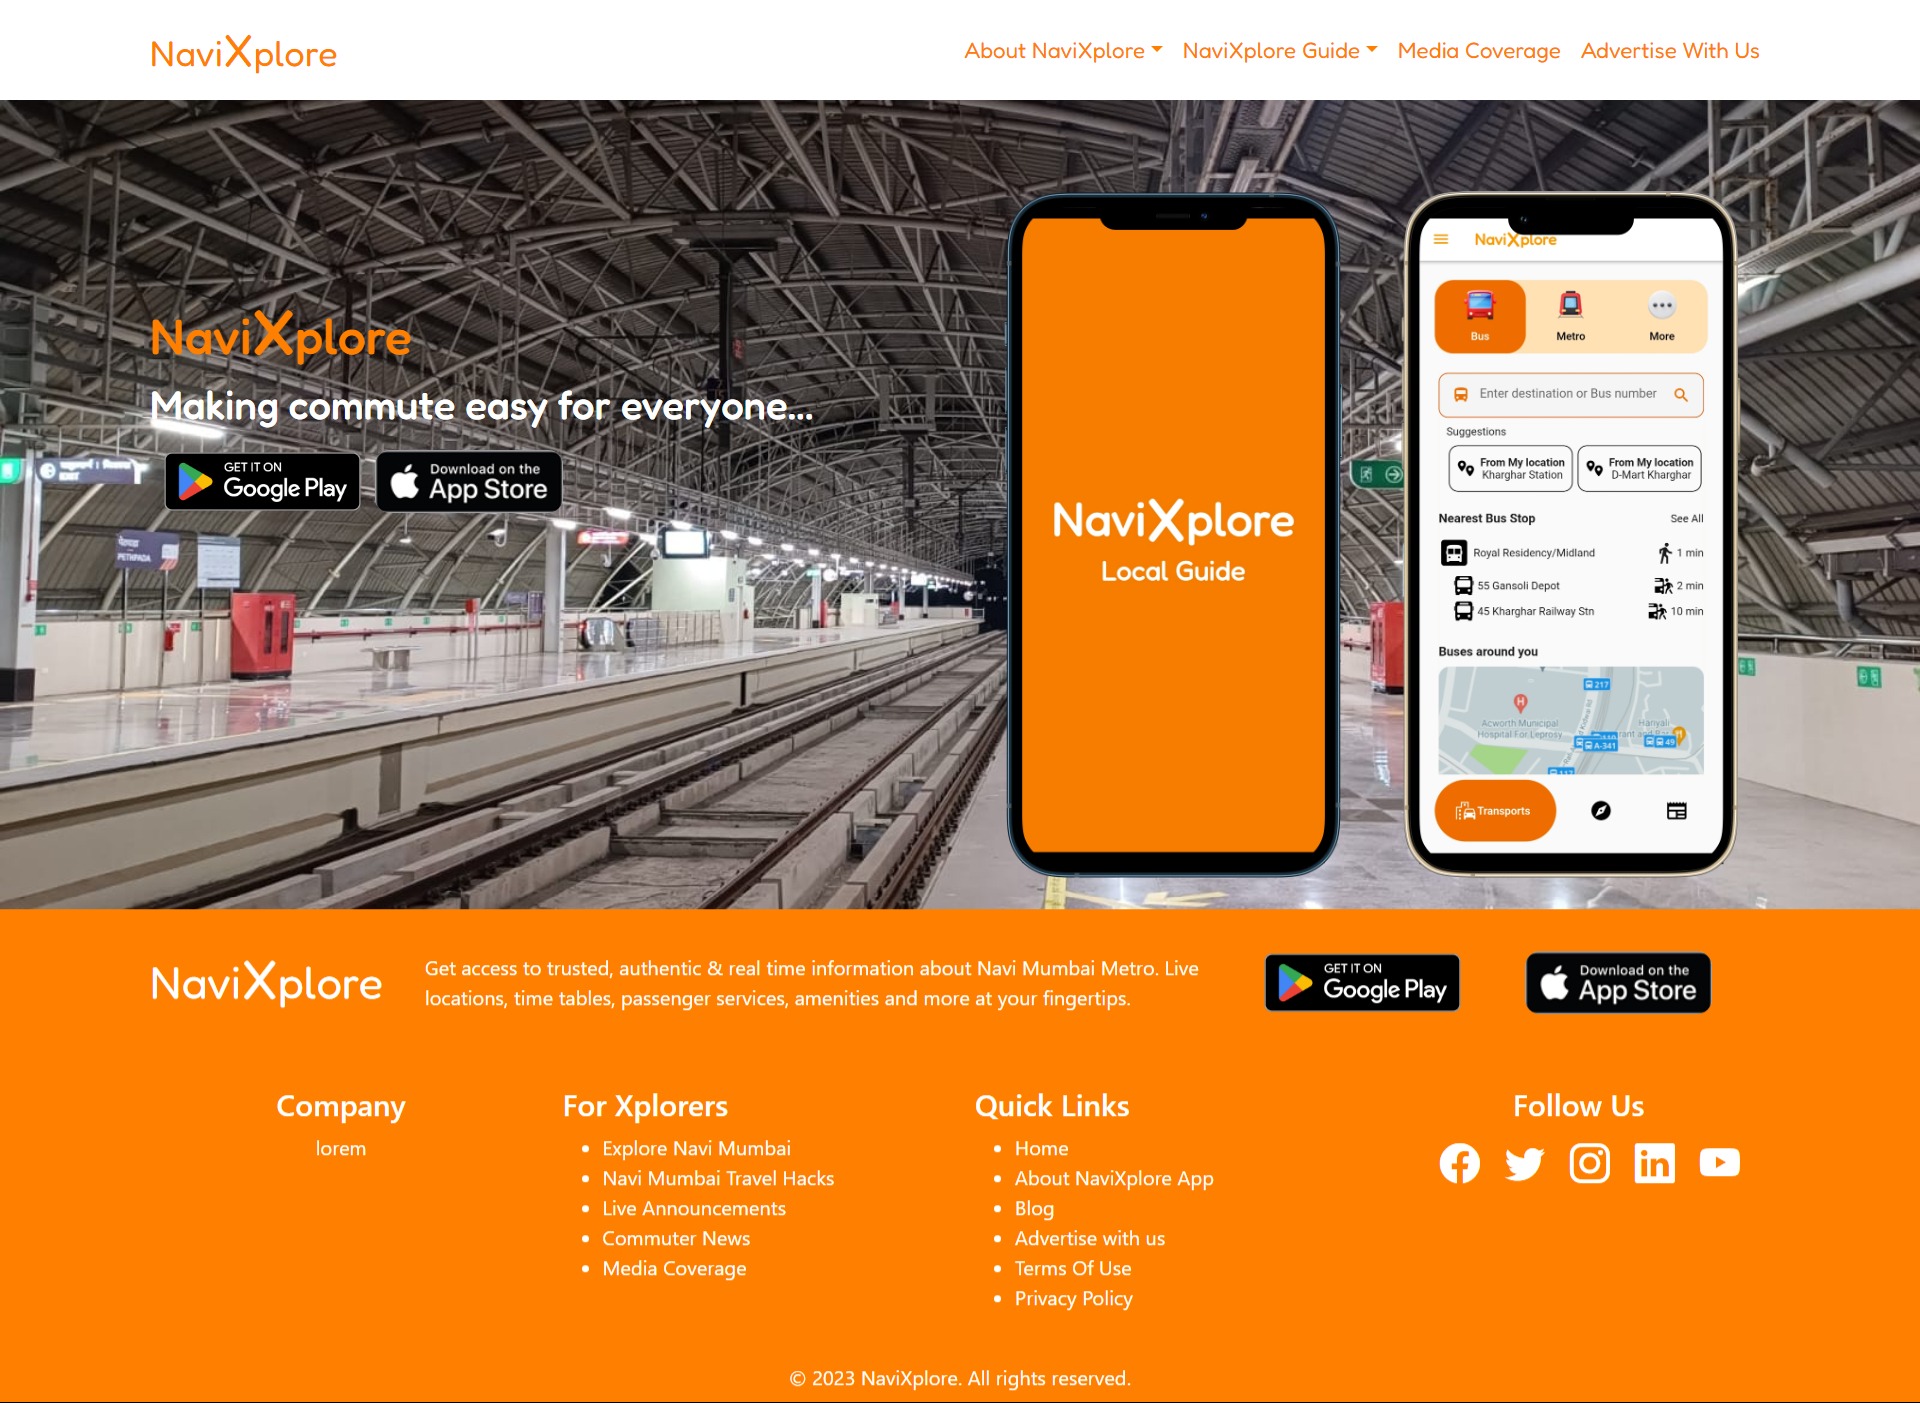 NaviXplore
About NaviXplore
NaviXplore Guide
Media Coverage
Advertise With Us
NaviXplore
Making commute easy for everyone...
GET IT ON
Google Play
Download on the
App Store
EXIT
PETHPADA
NaviXplore
Local Guide
NaviXplore
Bus
Metro
More
Enter destination or Bus number
Suggestions
From My location
Kharghar Station
From My location
D-Mart Kharghar
Nearest Bus Stop
See All
Royal Residency/Midland
1 min
55 Gansoli Depot
2 min
45 Kharghar Railway Stn
10 min
Buses around you
217
Acworth Municipal
Hospital For Leprosy
Hariyali
A-341
49
Transports
NaviXplore
Get access to trusted, authentic & real time information about Navi Mumbai Metro. Live
locations, time tables, passenger services, amenities and more at your fingertips.
GET IT ON
Google Play
Download on the
App Store
Company
lorem
For Xplorers
Explore Navi Mumbai
Navi Mumbai Travel Hacks
Live Announcements
Commuter News
Media Coverage
Quick Links
Home
About NaviXplore App
Blog
Advertise with us
Terms Of Use
Privacy Policy
Follow Us
© 2023 NaviXplore. All rights reserved.